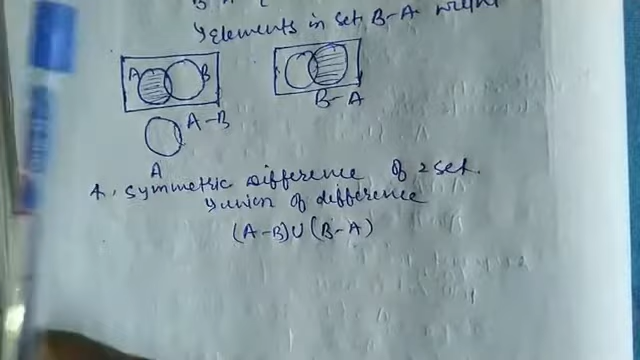 → Elements in set B-A
A B
A-B
B-A
A
4. Symmetric Difference of 2 set.
→ union of difference
(A-B)∪(B-A)